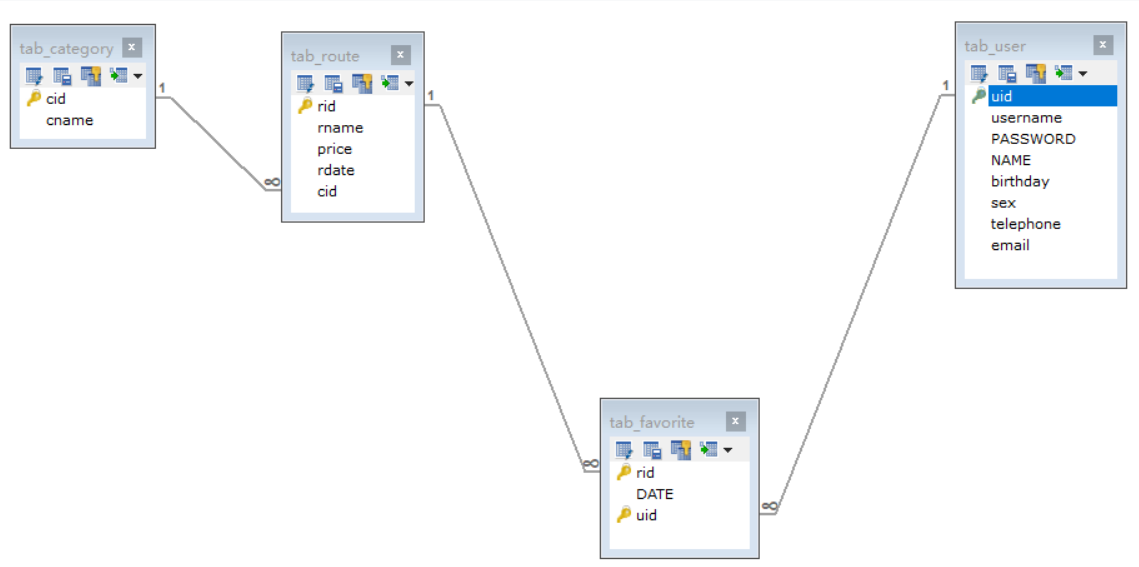 tab_category
cid
cname
1
∞
tab_route
rid
rname
price
rdate
cid
1
∞
tab_favorite
rid
DATE
uid
∞
1
tab_user
uid
username
PASSWORD
NAME
birthday
sex
telephone
email